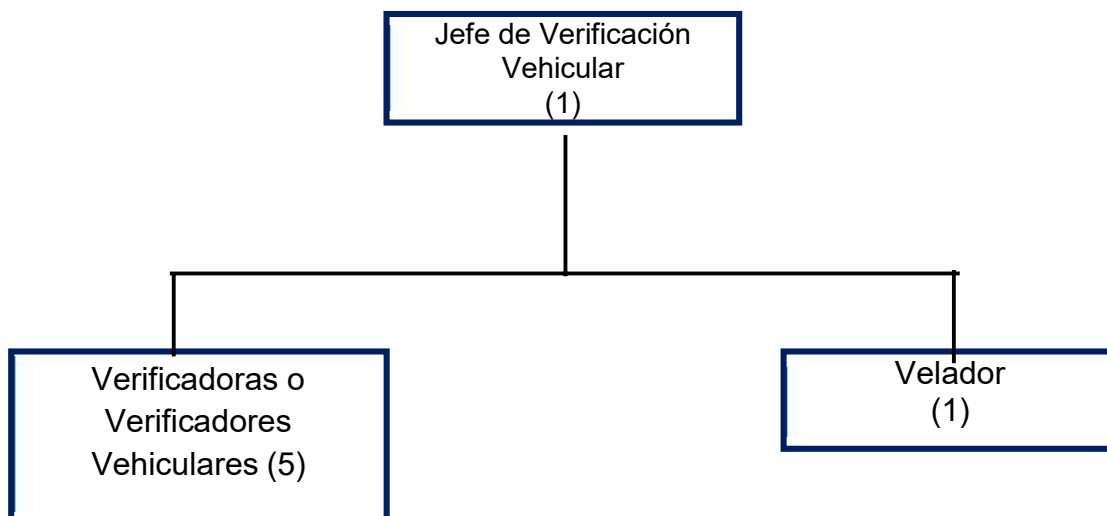 Jefe de Verificación
Vehicular
(1)
Verificadoras o
Verificadores
Vehiculares (5)
Velador
(1)